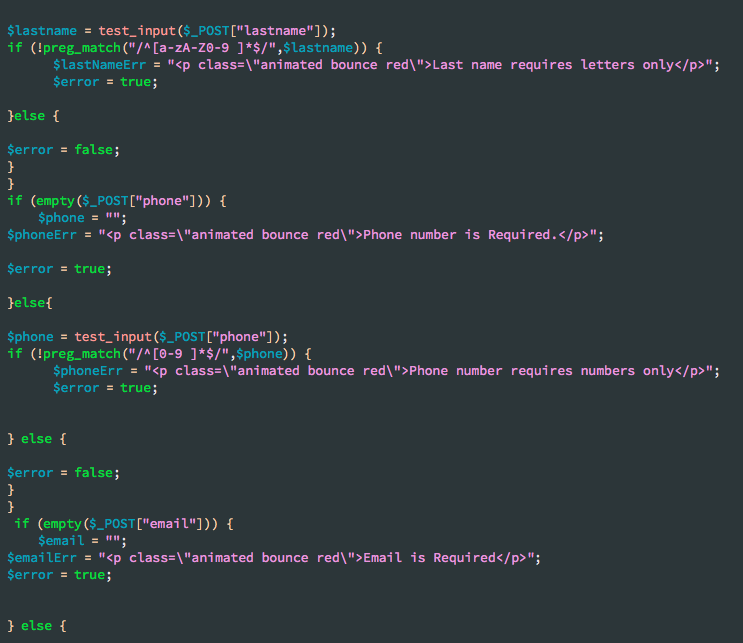 $lastname = test_input($_POST["lastname"]);
if (!preg_match("/^[a-zA-Z0-9 ]*$/",$lastname)) {
$lastNameErr = "<p class=\"animated bounce red\">Last name requires letters only</p>";
$error = true;
}else {
$error = false;
}
}
if (empty($_POST["phone"])) {
$phone = "";
$phoneErr = "<p class=\"animated bounce red\">Phone number is Required.</p>";
$error = true;
}else{
$phone = test_input($_POST["phone"]);
if (!preg_match("/^[0-9 ]*$/",$phone)) {
$phoneErr = "<p class=\"animated bounce red\">Phone number requires numbers only</p>";
$error = true;
} else {
$error = false;
}
}
if (empty($_POST["email"])) {
$email = "";
$emailErr = "<p class=\"animated bounce red\">Email is Required</p>";
$error = true;
} else {